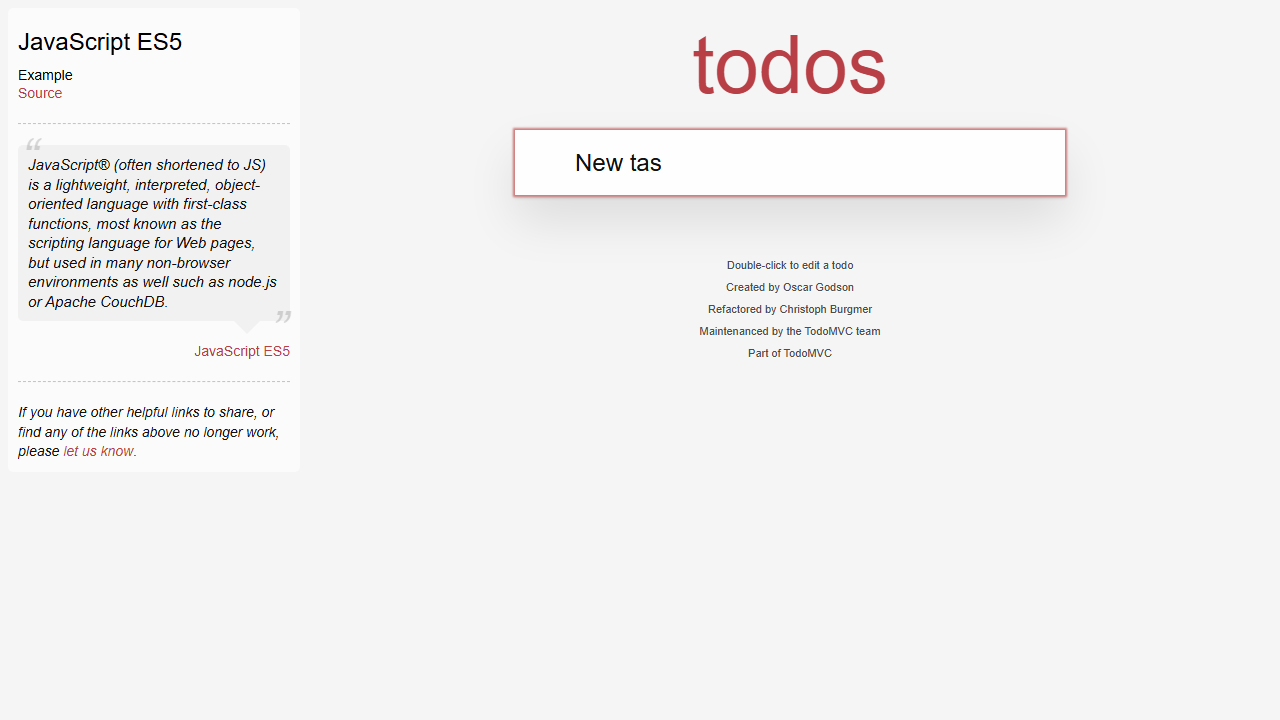 JavaScript ES5
Example
Source
“
JavaScript® (often shortened to JS)
is a lightweight, interpreted, object-
oriented language with first-class
functions, most known as the
scripting language for Web pages,
but used in many non-browser
environments as well such as node.js
or Apache CouchDB.
”
JavaScript ES5
If you have other helpful links to share, or
find any of the links above no longer work,
please let us know.
todos
New tas
Double-click to edit a todo
Created by Oscar Godson
Refactored by Christoph Burgmer
Maintenanced by the TodoMVC team
Part of TodoMVC